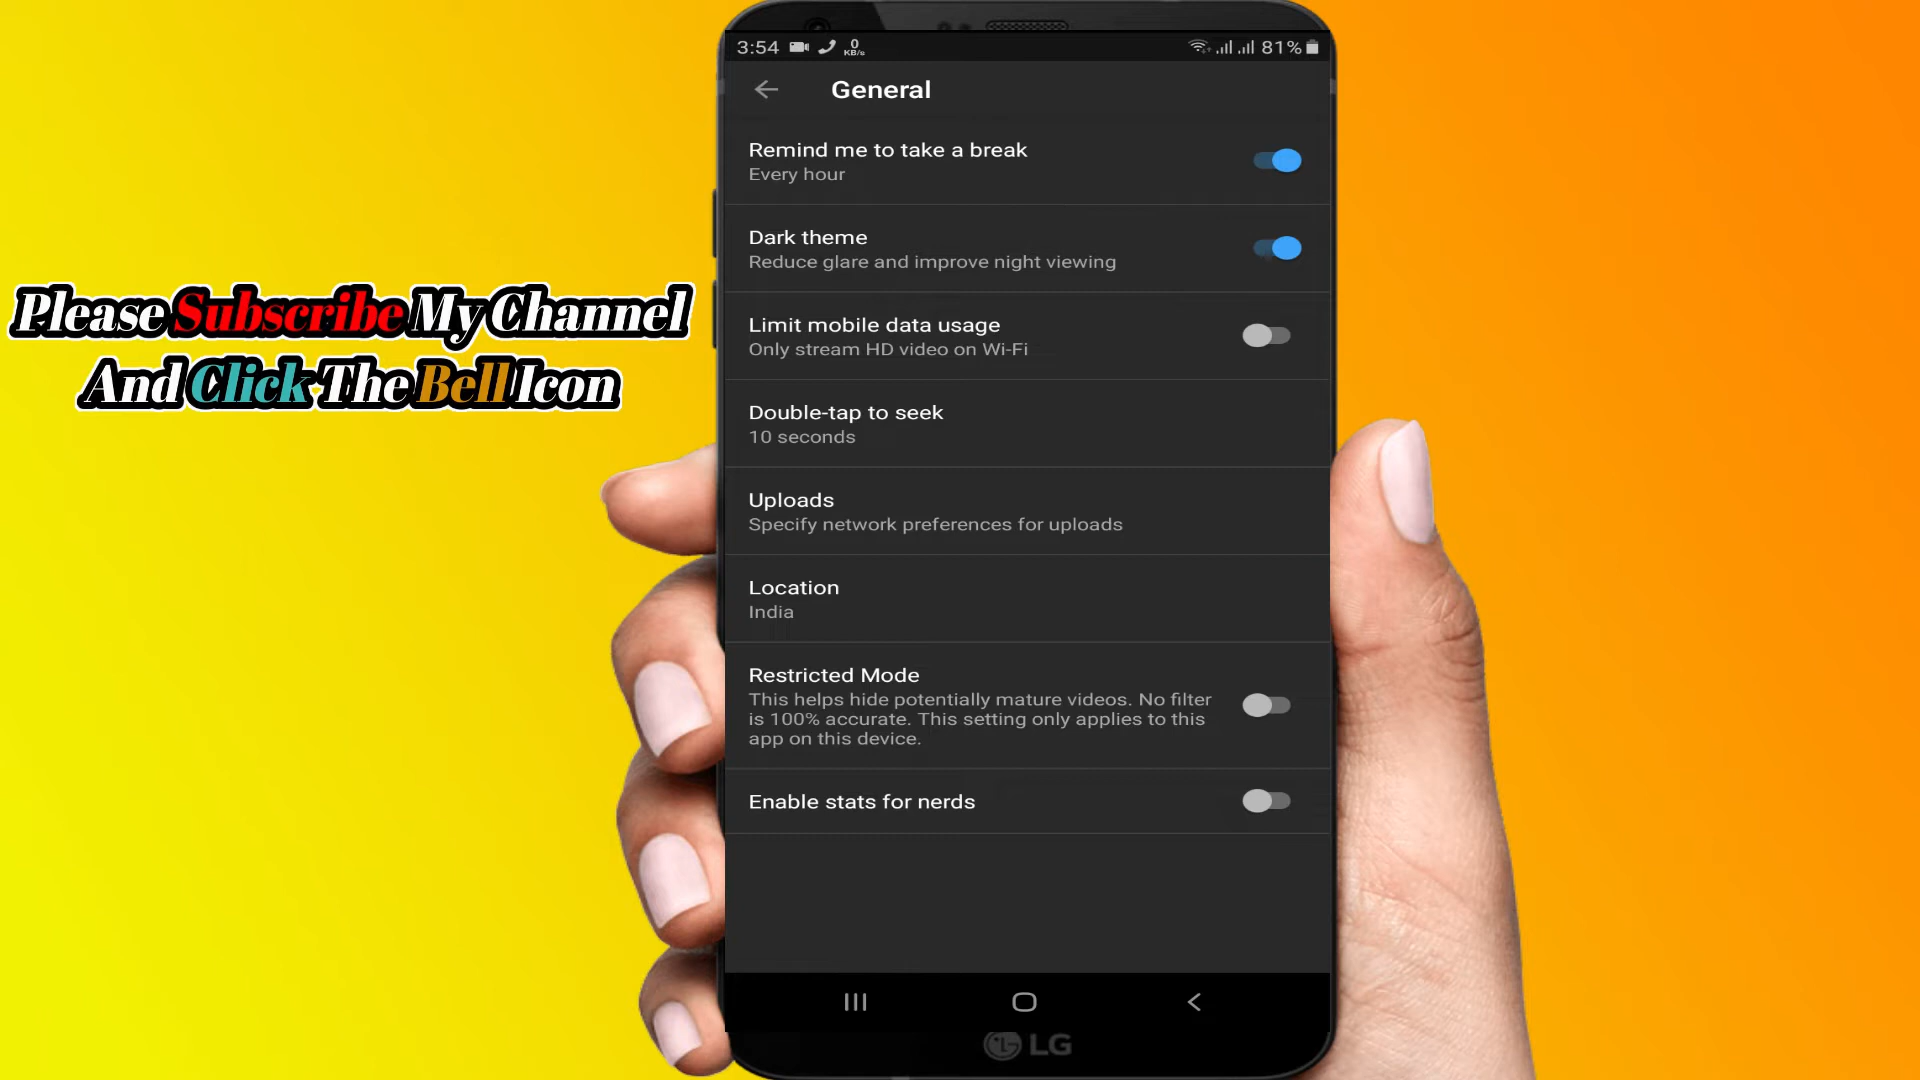 Please Subscribe My Channel
And Click The Bell Icon
3:54 0 KB/s 81%
General
Remind me to take a break
Every hour
Dark theme
Reduce glare and improve night viewing
Limit mobile data usage
Only stream HD video on Wi-Fi
Double-tap to seek
10 seconds
Uploads
Specify network preferences for uploads
Location
India
Restricted Mode
This helps hide potentially mature videos. No filter
is 100% accurate. This setting only applies to this
app on this device.
Enable stats for nerds
LG